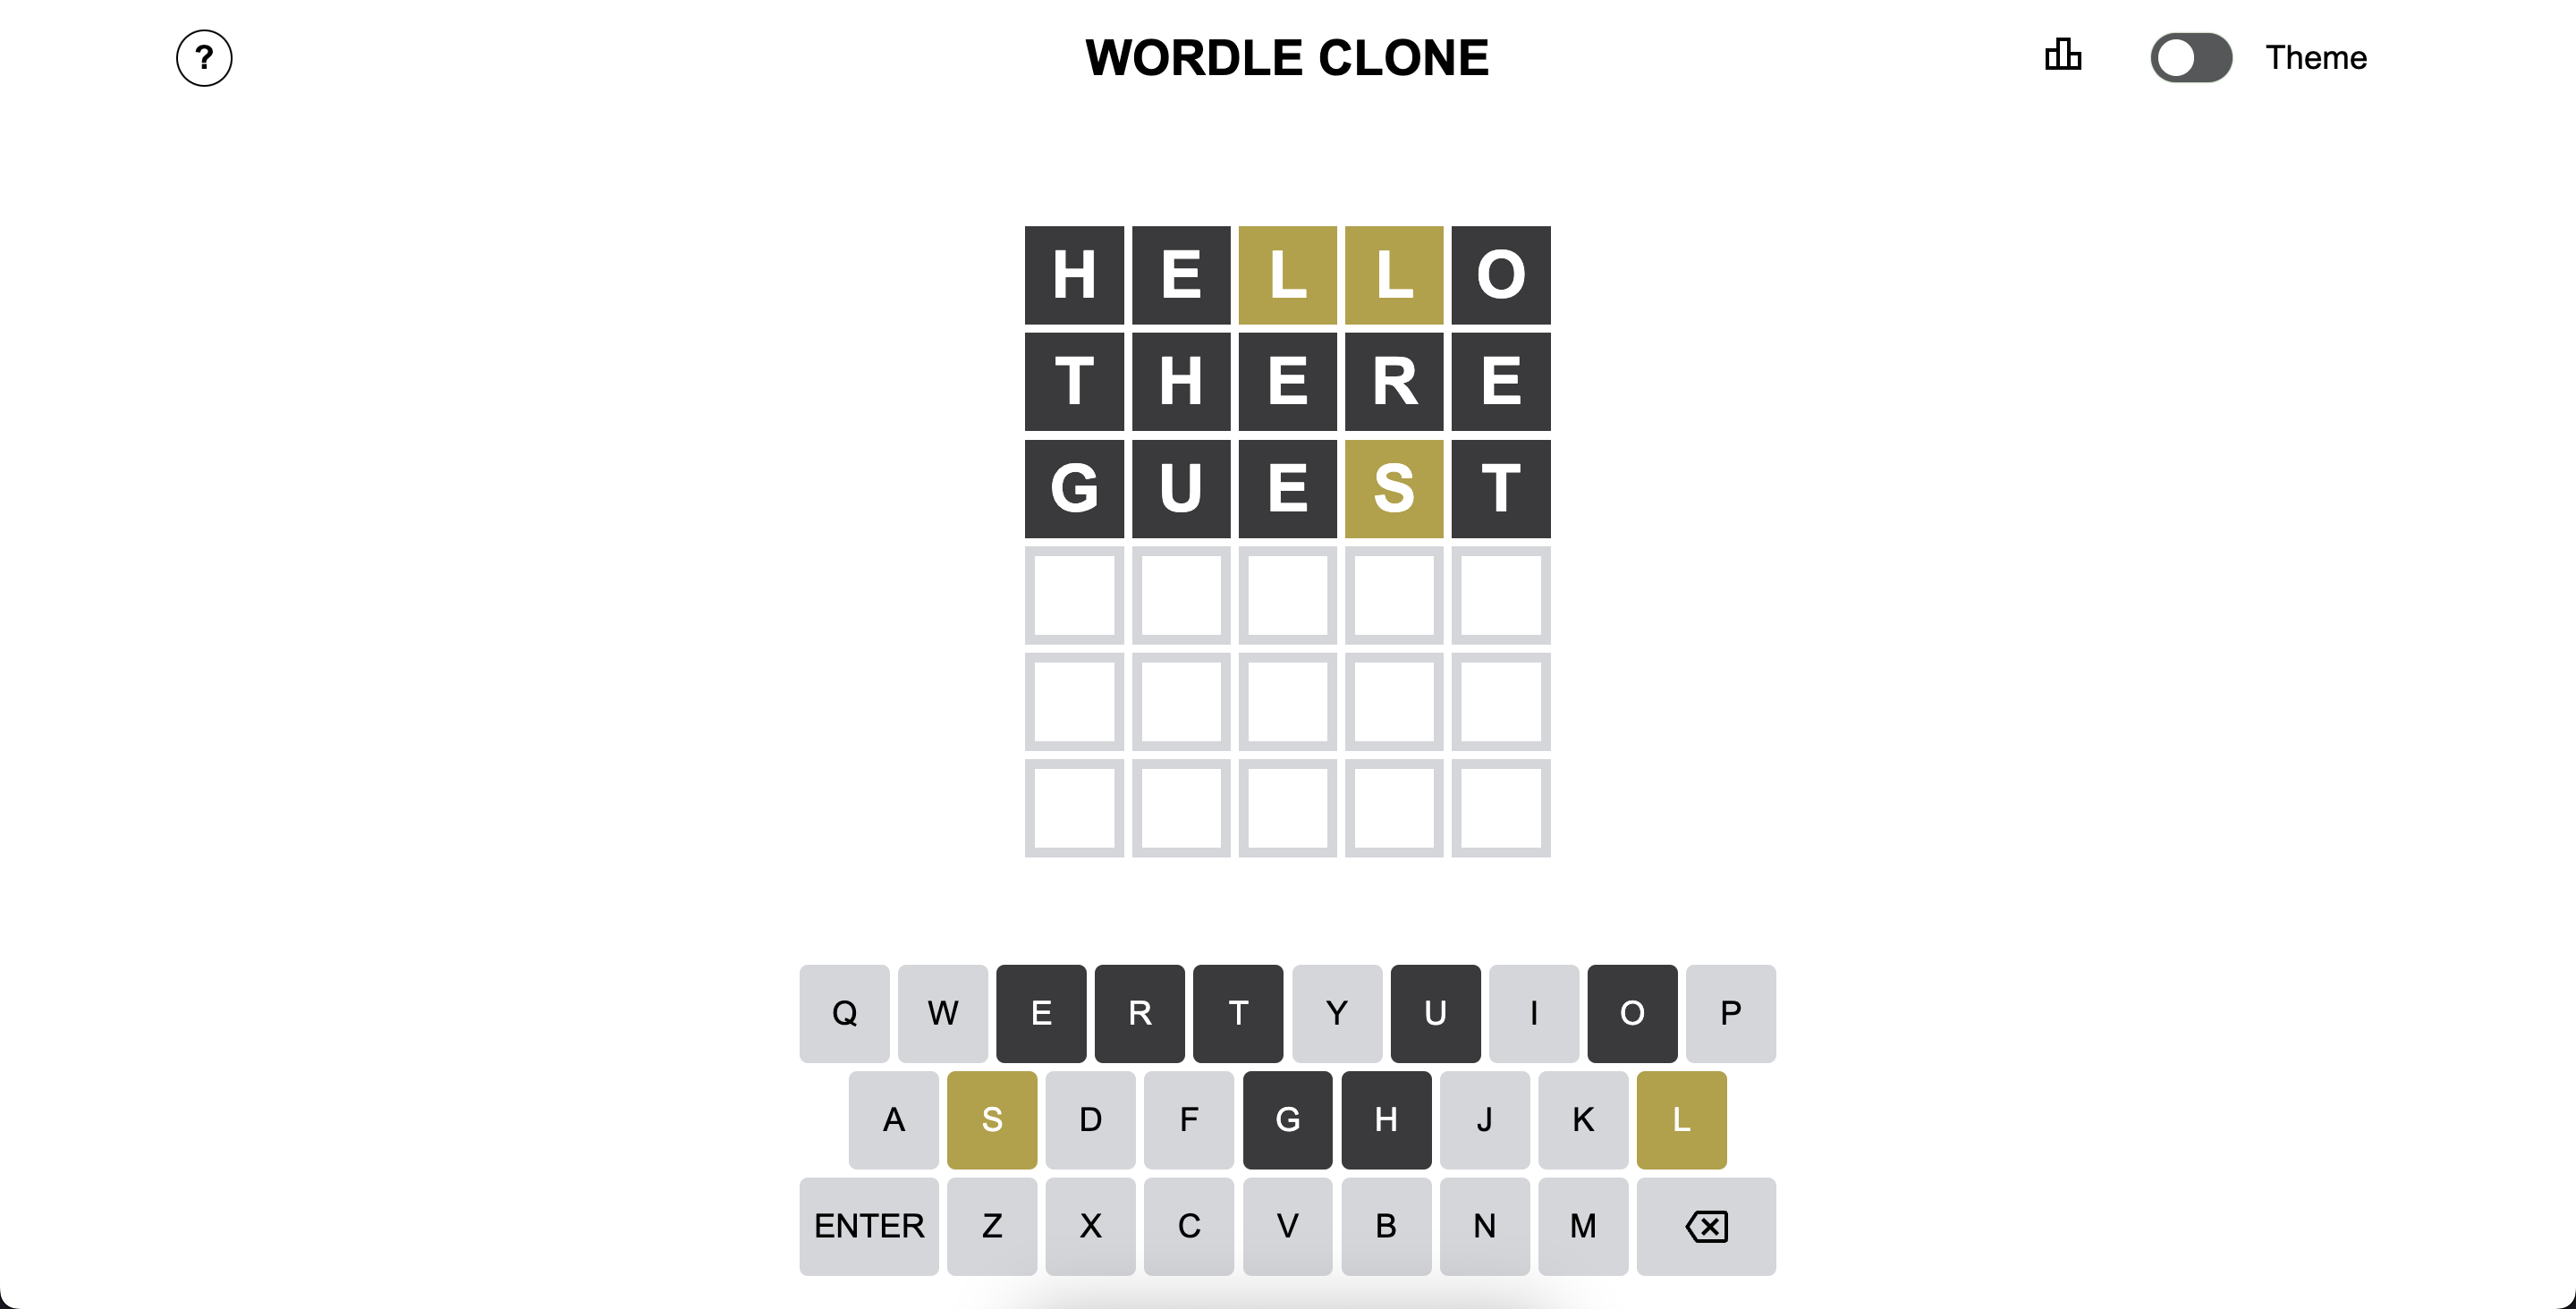 ? WORDLE CLONE Theme
H E L L O
T H E R E
G U E S T
Q W E R T Y U I O P
A S D F G H J K L
ENTER Z X C V B N M